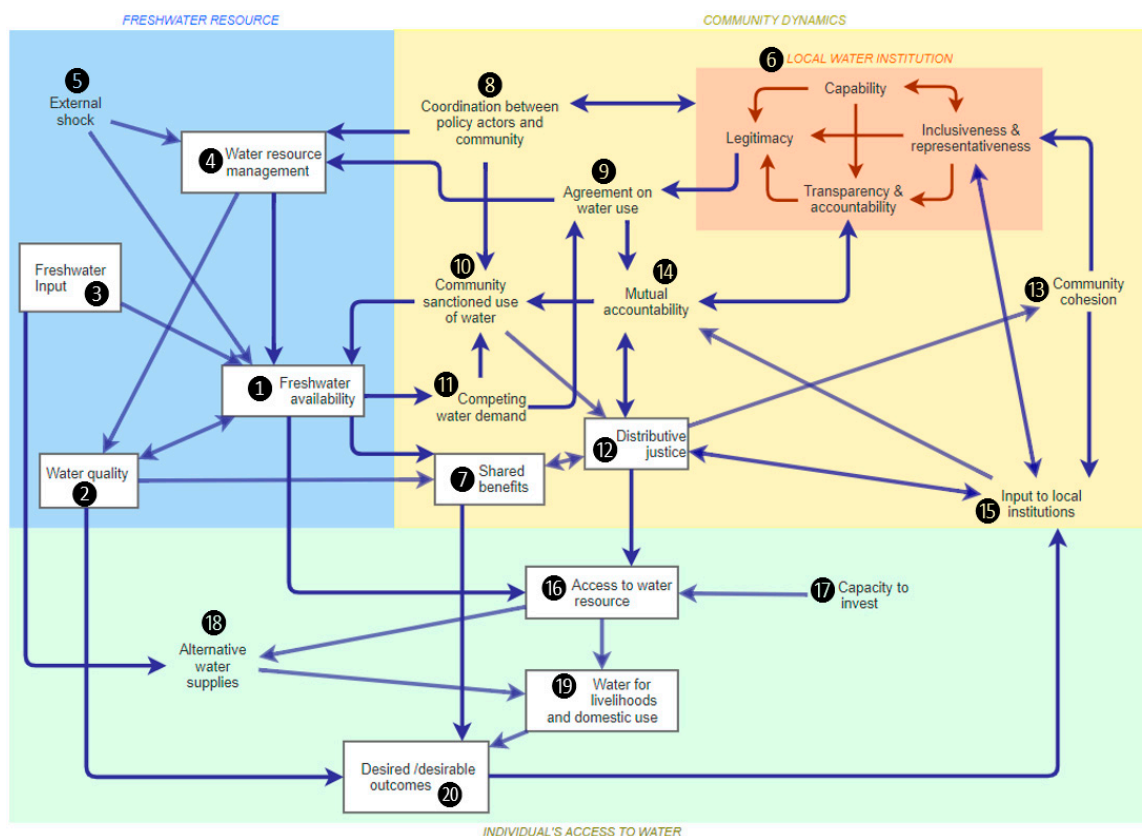 FRESHWATER RESOURCE
COMMUNITY DYNAMICS
5
External
shock
4
Water resource
management
Freshwater
Input
3
1
Freshwater
availability
Water quality
2
8
Coordination between
policy actors and
community
6
LOCAL WATER INSTITUTION
Capability
Legitimacy
Inclusiveness &
representativeness
Transparency &
accountability
9
Agreement on
water use
10
Community
sanctioned use
of water
14
Mutual
accountability
13
Community
cohesion
11
Competing
water demand
12
Distributive
justice
7
Shared
benefits
15
Input to local
institutions
16
Access to water
resource
17
Capacity to
invest
18
Alternative
water
supplies
19
Water for
livelihoods
and domestic use
Desired /desirable
outcomes
20
INDIVIDUAL'S ACCESS TO WATER